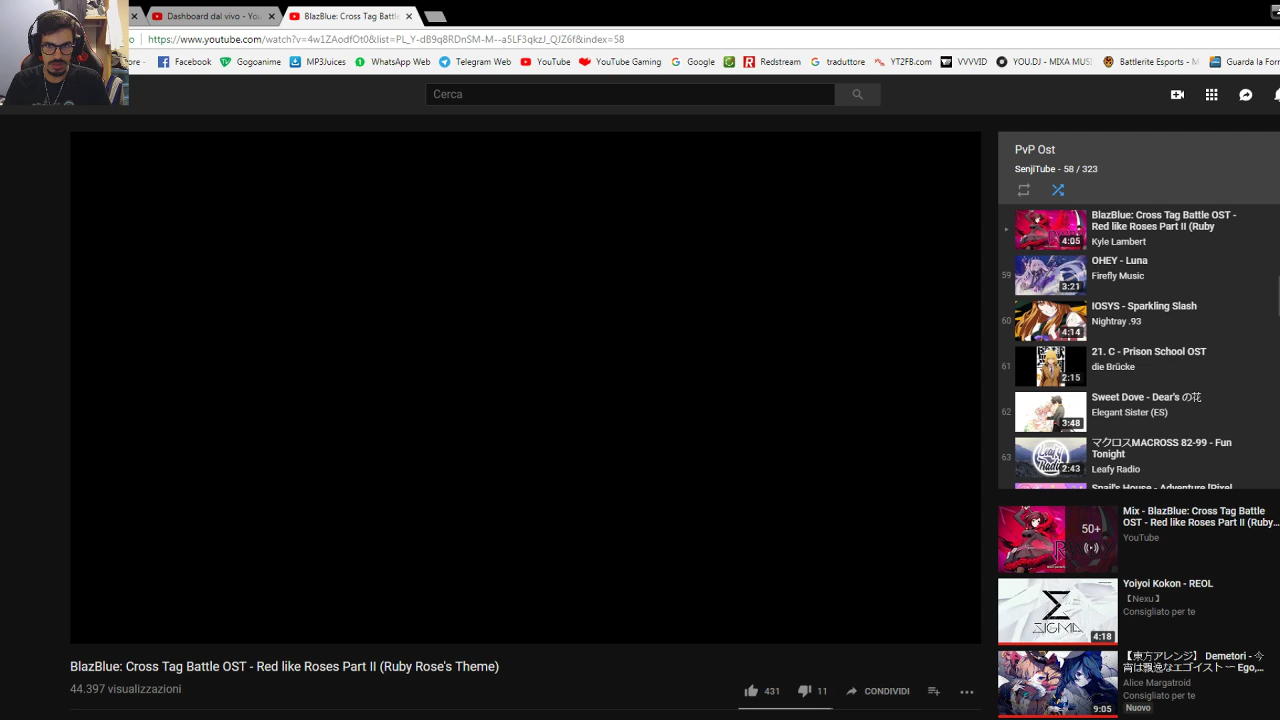 Dashboard dal vivo - You
BlazBlue: Cross Tag Battle
https://www.youtube.com/watch?v=4w1ZAodfOt0&list=PL_Y-dB9q8RDnSM-M--a5LF3qkzJ_QJZ6f&index=58
Facebook
Gogoanime
MP3Juices
WhatsApp Web
Telegram Web
YouTube
YouTube Gaming
Google
Redstream
traduttore
YT2FB.com
VVVVID
YOU.DJ - MIXA MUS
Battlerite Esports - M
Guarda la For
Cerca
PvP Ost
SenjiTube - 58 / 323
BlazBlue: Cross Tag Battle OST -
Red like Roses Part II (Ruby
Kyle Lambert
4:05
59
OHEY - Luna
Firefly Music
3:21
60
IOSYS - Sparkling Slash
Nightray .93
4:14
61
21. C - Prison School OST
die Brücke
2:15
62
Sweet Dove - Dear's の花
Elegant Sister (ES)
3:48
63
マクロスMACROSS 82-99 - Fun
Tonight
Leafy Radio
2:43
Snail's House - Adventure [Pixel
50+
Mix - BlazBlue: Cross Tag Battle
OST - Red like Roses Part II (Ruby...
YouTube
SIGMA
4:18
Yoiyoi Kokon - REOL
【Nexu】
Consigliato per te
9:05
【東方アレンジ】 Demetori - 今
宵は飄逸なエゴイスト ー Ego,...
Alice Margatroid
Consigliato per te
Nuovo
BlazBlue: Cross Tag Battle OST - Red like Roses Part II (Ruby Rose's Theme)
44.397 visualizzazioni
431
11
CONDIVIDI